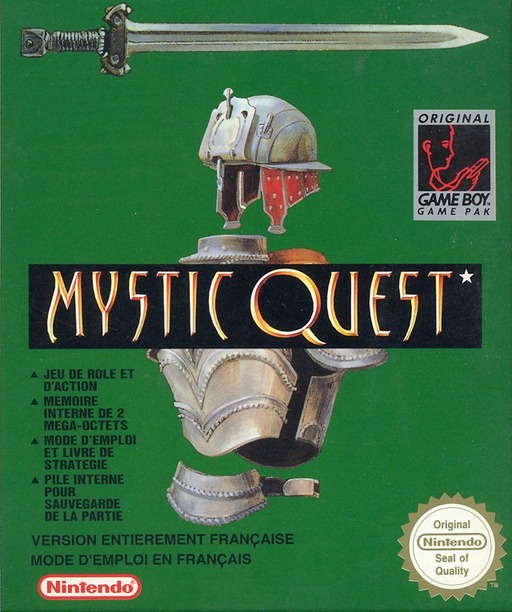 ORIGINAL
GAME BOY
GAME PAK
MYSTIC QUEST*
▲ JEU DE ROLE ET
D'ACTION
▲ MEMOIRE
INTERNE DE 2
MEGA-OCTETS
▲ MODE D'EMPLOI
ET LIVRE DE
STRATEGIE
▲ PILE INTERNE
POUR
SAUVEGARDE
DE LA PARTIE
VERSION ENTIEREMENT FRANÇAISE
MODE D'EMPLOI EN FRANÇAIS
Nintendo®
Original
Nintendo
Seal of
Quality
TM